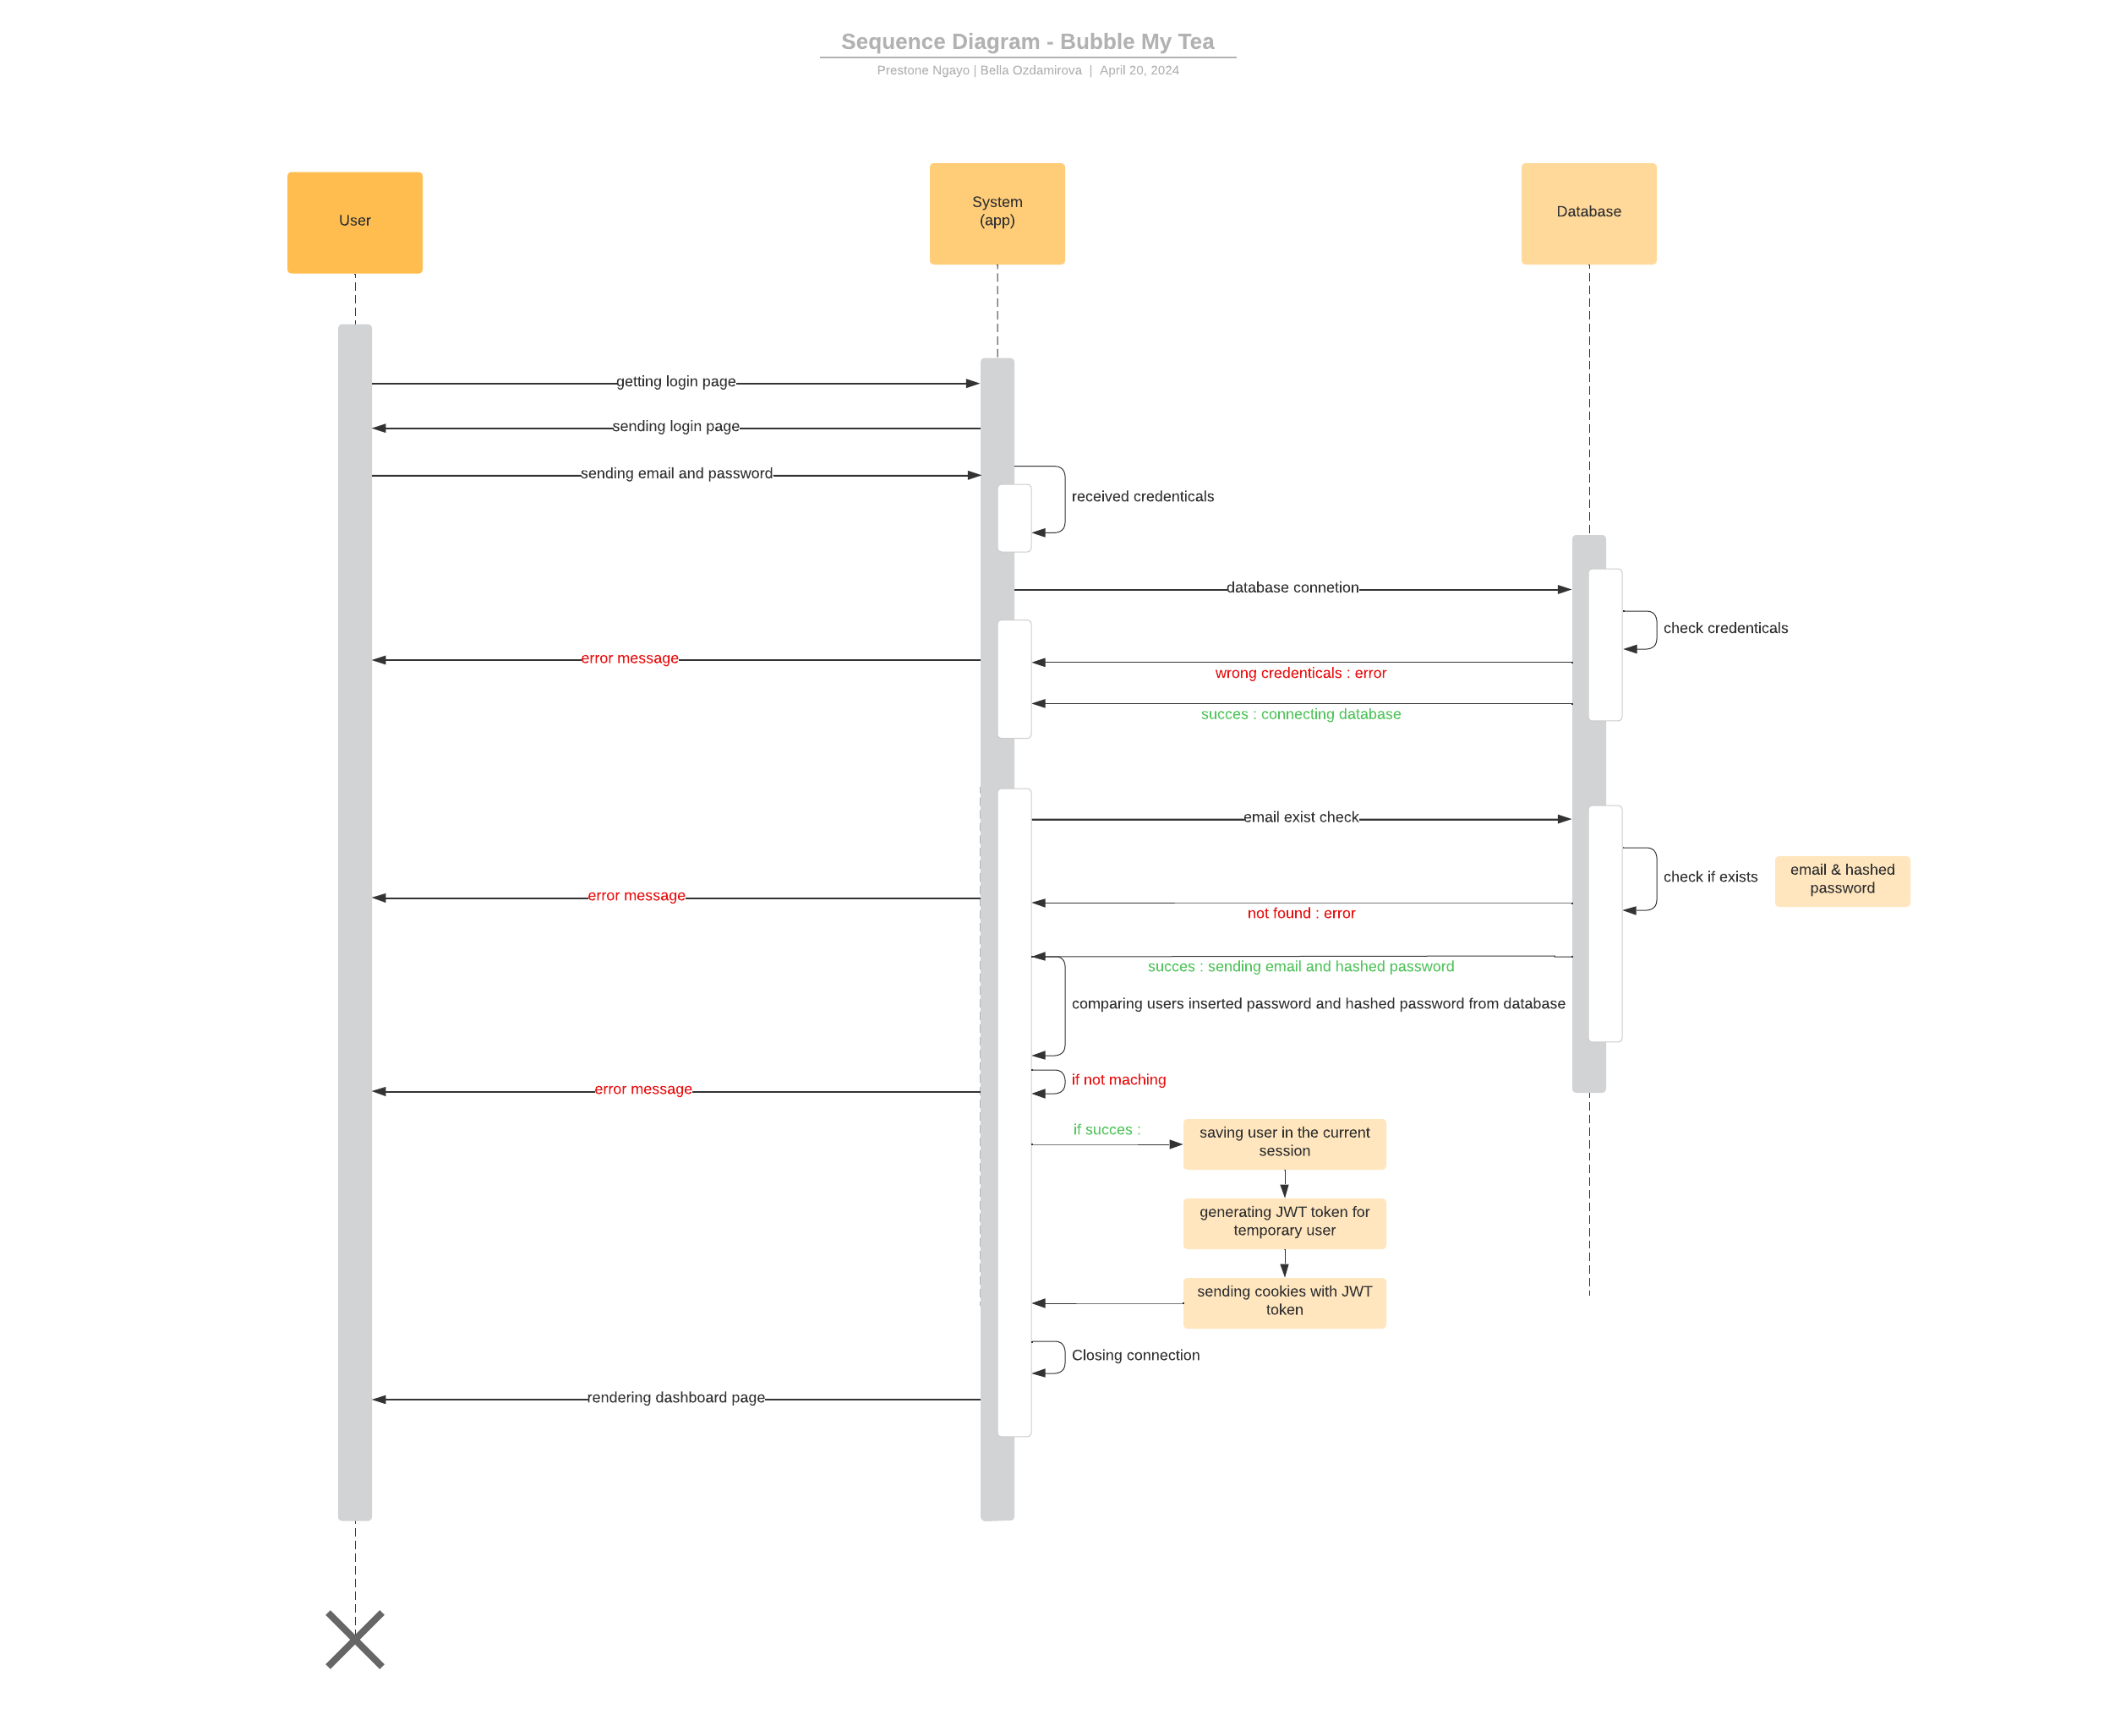 Sequence Diagram - Bubble My Tea
Prestone Ngayo | Bella Ozdamirova | April 20, 2024
User
System
(app)
Database
getting login page
sending login page
sending email and password
received credenticals
database connetion
check credenticals
error message
wrong credenticals : error
succes : connecting database
email exist check
check if exists
email & hashed
password
error message
not found : error
succes : sending email and hashed password
comparing users inserted password and hashed password from database
if not maching
error message
if succes :
saving user in the current
session
generating JWT token for
temporary user
sending cookies with JWT
token
Closing connection
rendering dashboard page